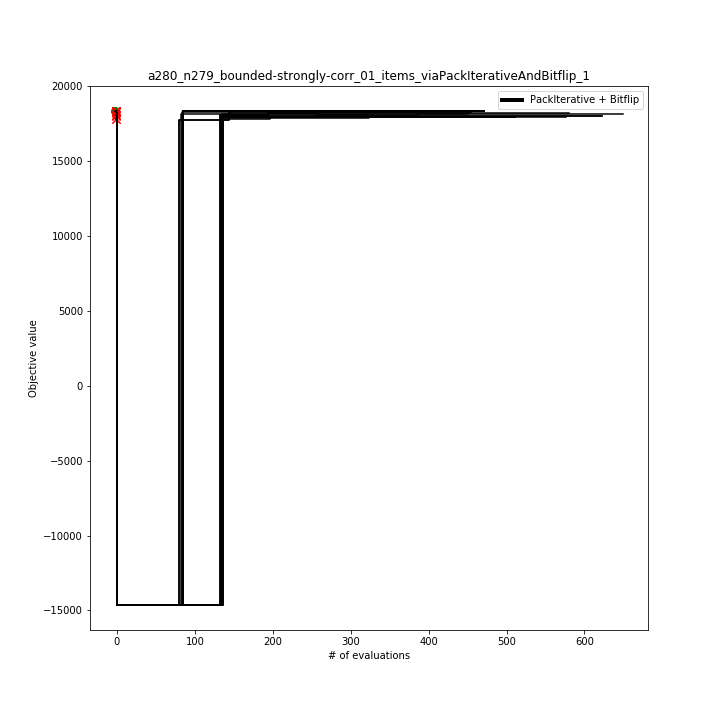 a280_n279_bounded-strongly-corr_01_items_viaPackIterativeAndBitflip_1
PackIterative + Bitflip
20000
15000
10000
5000
0
−5000
−10000
−15000
Objective value
0 100 200 300 400 500 600
# of evaluations